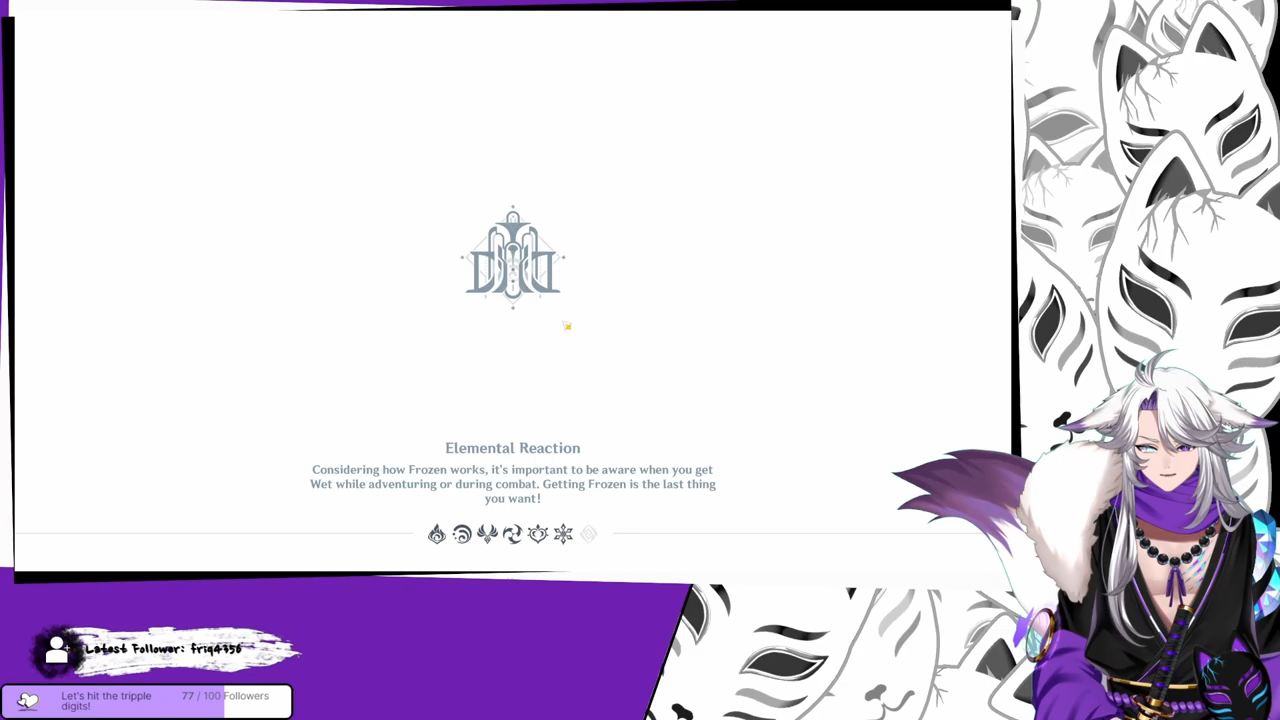 Elemental Reaction
Considering how Frozen works, it's important to be aware when you get
Wet while adventuring or during combat. Getting Frozen is the last thing
you want!
Latest Follower: friq4356
Let's hit the tripple
digits!
77 / 100 Followers